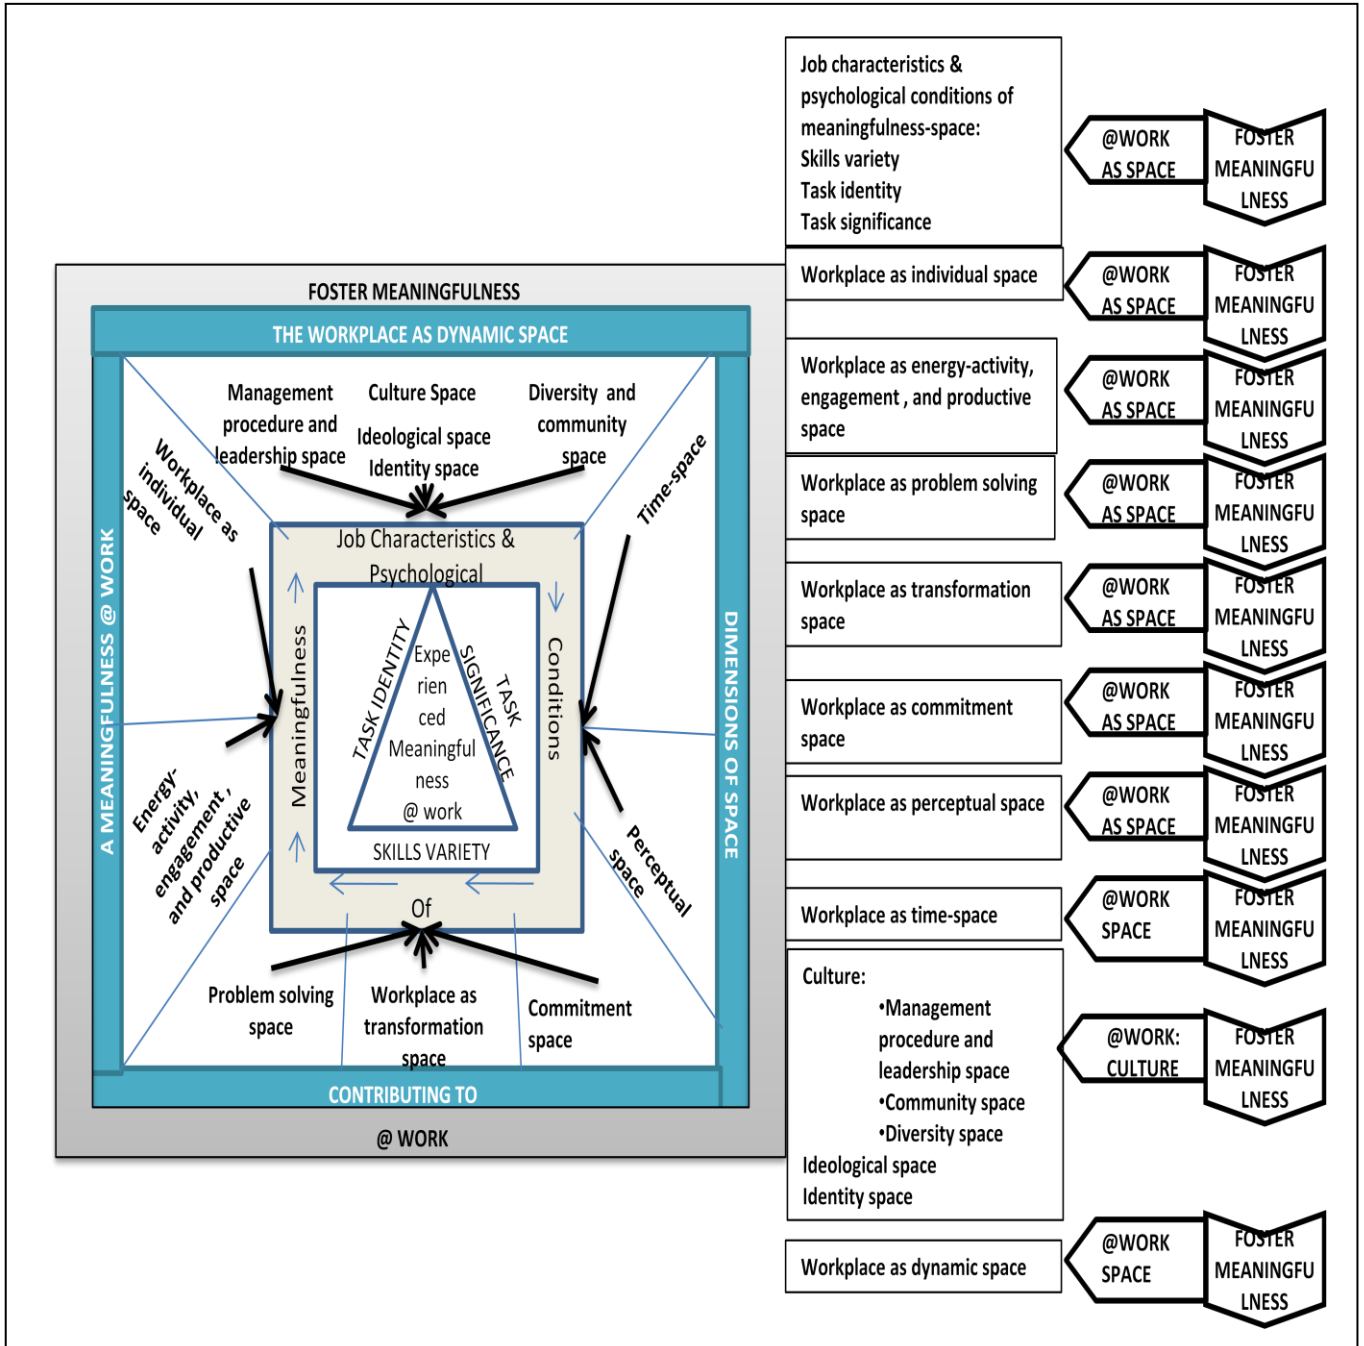 FOSTER MEANINGFULNESS
THE WORKPLACE AS DYNAMIC SPACE
A MEANINGFULNESS @ WORK
DIMENSIONS OF SPACE
CONTRIBUTING TO
@ WORK
Management
procedure and
leadership space
Culture Space
Ideological space
Identity space
Diversity and
community
space
Workplace as
individual
space
Time-space
Energy-
activity,
engagement ,
and productive
space
Perceptual
space
Problem solving
space
Workplace as
transformation
space
Commitment
space
Job Characteristics &
Psychological
Conditions
Of
Meaningfulness
TASK IDENTITY
TASK
SIGNIFICANCE
SKILLS VARIETY
Expe
rien
ced
Meaningful
ness
@ work
Job characteristics &
psychological conditions of
meaningfulness-space:
Skills variety
Task identity
Task significance
@WORK
AS SPACE
FOSTER
MEANINGFU
LNESS
Workplace as individual space
@WORK
AS SPACE
FOSTER
MEANINGFU
LNESS
Workplace as energy-activity,
engagement , and productive
space
@WORK
AS SPACE
FOSTER
MEANINGFU
LNESS
Workplace as problem solving
space
@WORK
AS SPACE
FOSTER
MEANINGFU
LNESS
Workplace as transformation
space
@WORK
AS SPACE
FOSTER
MEANINGFU
LNESS
Workplace as commitment
space
@WORK
AS SPACE
FOSTER
MEANINGFU
LNESS
Workplace as perceptual space
@WORK
AS SPACE
FOSTER
MEANINGFU
LNESS
Workplace as time-space
@WORK
SPACE
FOSTER
MEANINGFU
LNESS
Culture:
•Management
procedure and
leadership space
•Community space
•Diversity space
Ideological space
Identity space
@WORK:
CULTURE
FOSTER
MEANINGFU
LNESS
Workplace as dynamic space
@WORK
SPACE
FOSTER
MEANINGFU
LNESS